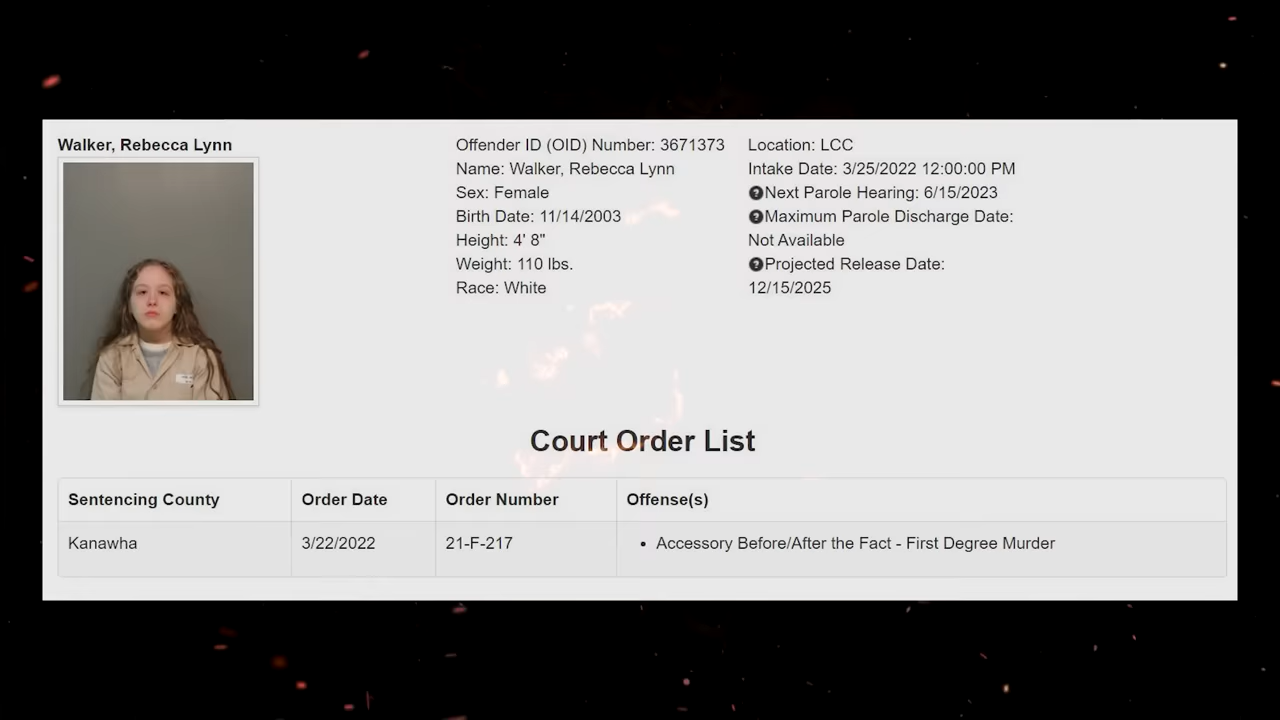 Walker, Rebecca Lynn
Offender ID (OID) Number: 3671373
Name: Walker, Rebecca Lynn
Sex: Female
Birth Date: 11/14/2003
Height: 4' 8"
Weight: 110 lbs.
Race: White
Location: LCC
Intake Date: 3/25/2022 12:00:00 PM
?Next Parole Hearing: 6/15/2023
?Maximum Parole Discharge Date:
Not Available
?Projected Release Date:
12/15/2025
Court Order List
Sentencing County Order Date Order Number Offense(s)
Kanawha 3/22/2022 21-F-217 • Accessory Before/After the Fact - First Degree Murder